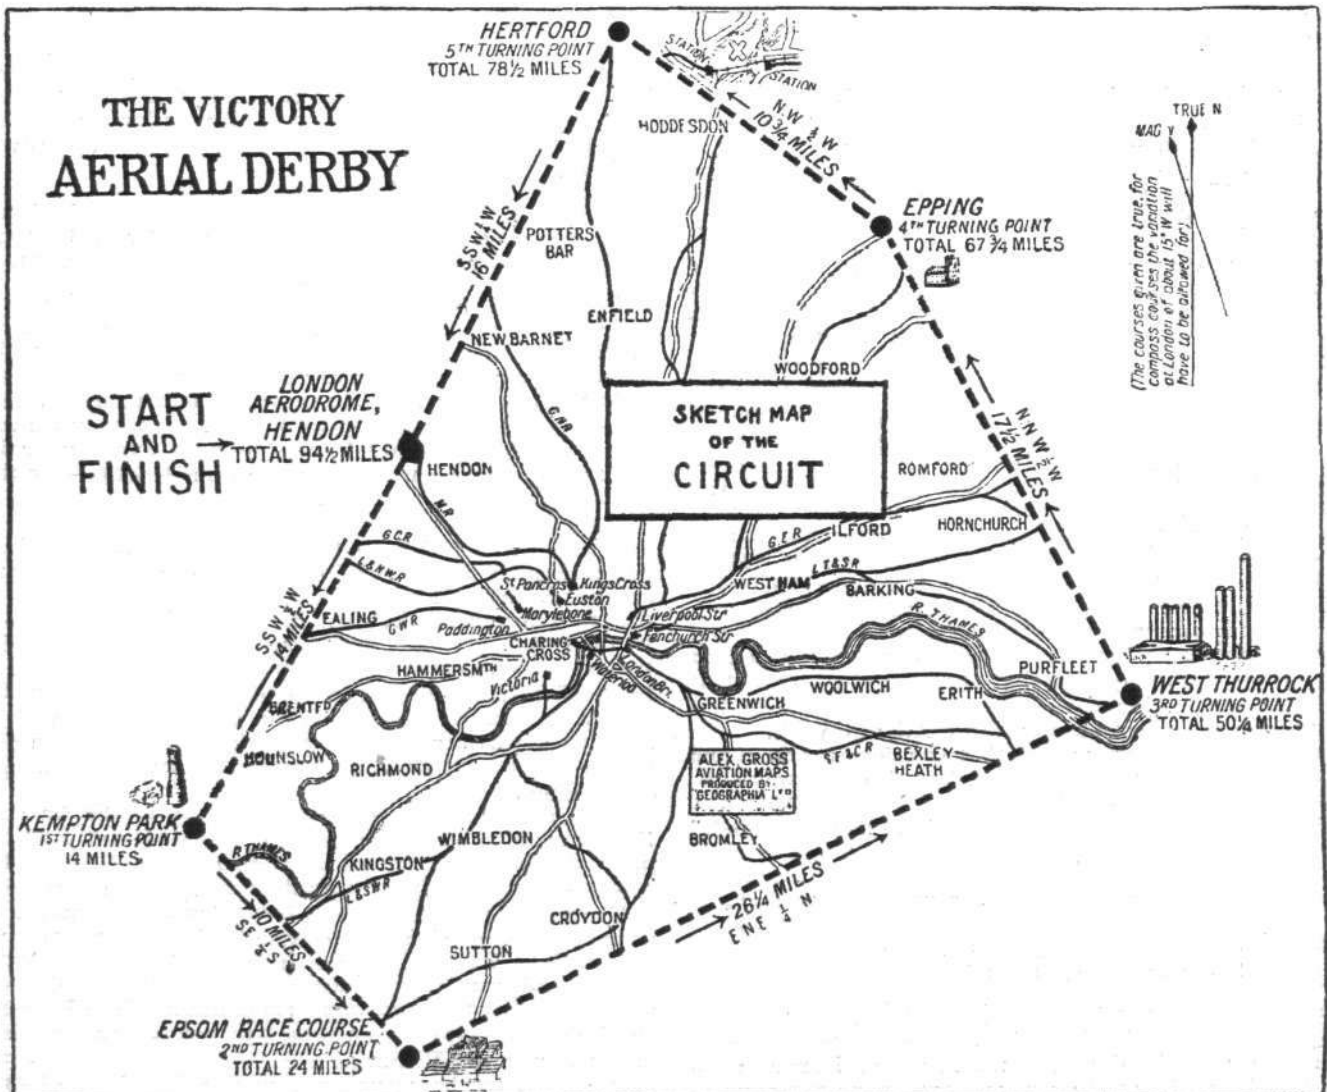 THE VICTORY
AERIAL DERBY
HERTFORD
5TH TURNING POINT
TOTAL 78½ MILES
STATION
STATION
HODDESDON
N.W. ½ W
10¾ MILES
TRUE N
MAG
(The courses given are true, for
compass courses the variation
at London of about 15° W will
have to be allowed for)
EPPING
4TH TURNING POINT
TOTAL 67¾ MILES
16 MILES
POTTERS
BAR
ENFIELD
NEW BARNET
WOODFORD
START
AND
FINISH
LONDON
AERODROME,
HENDON
TOTAL 94½ MILES
HENDON
G.N.R
SKETCH MAP
OF THE
CIRCUIT
17½ MILES
ROMFORD
HORNCHURCH
ILFORD
G.E.R
M.R
G.C.R
L&NWR
St Pancras
Kings Cross
Euston
Marylebone
WEST HAM
LT&SR
BARKING
Liverpool Str
Fenchurch Str
R. THAMES
14 MILES
EALING
GWR
Paddington
CHARING
CROSS
HAMMERSMTH
Victoria
Waterloo
London Bri.
GREENWICH
WOOLWICH
ERITH
PURFLEET
WEST THURROCK
3RD TURNING POINT
TOTAL 50¼ MILES
BRENTFD
HOUNSLOW
RICHMOND
ALEX. GROSS
AVIATION MAPS
PRODUCED BY
GEOGRAPHIA LTD
S.E&C.R
BEXLEY
HEATH
KEMPTON PARK
1ST TURNING POINT
14 MILES
R THAMES
KINGSTON
L&SWR
WIMBLEDON
BROMLEY
26¼ MILES
ENE ¼ N.
10 MILES
CROYDON
SUTTON
EPSOM RACE COURSE
2ND TURNING POINT
TOTAL 24 MILES